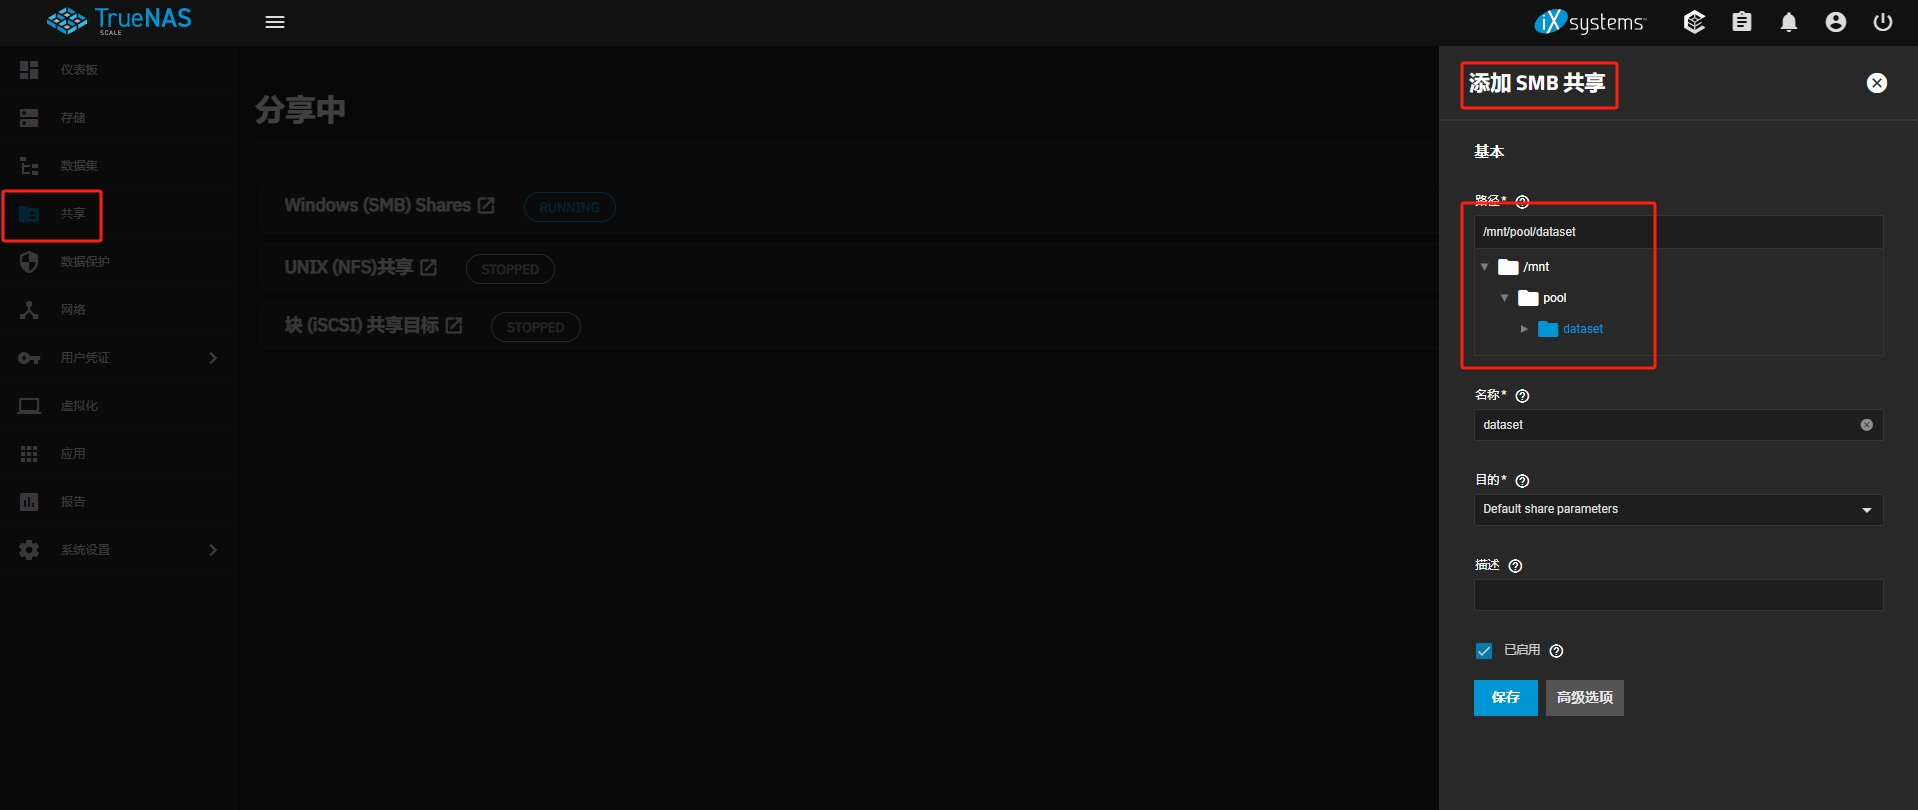 TrueNAS
SCALE
iXsystems
仪表板
存储
数据集
共享
数据保护
网络
用户凭证
虚拟化
应用
报告
系统设置
分享中
Windows (SMB) Shares RUNNING
UNIX (NFS)共享 STOPPED
块 (iSCSI) 共享目标 STOPPED
添加 SMB 共享
基本
路径*
/mnt/pool/dataset
/mnt
pool
dataset
名称*
dataset
目的*
Default share parameters
描述
已启用
保存 高级选项